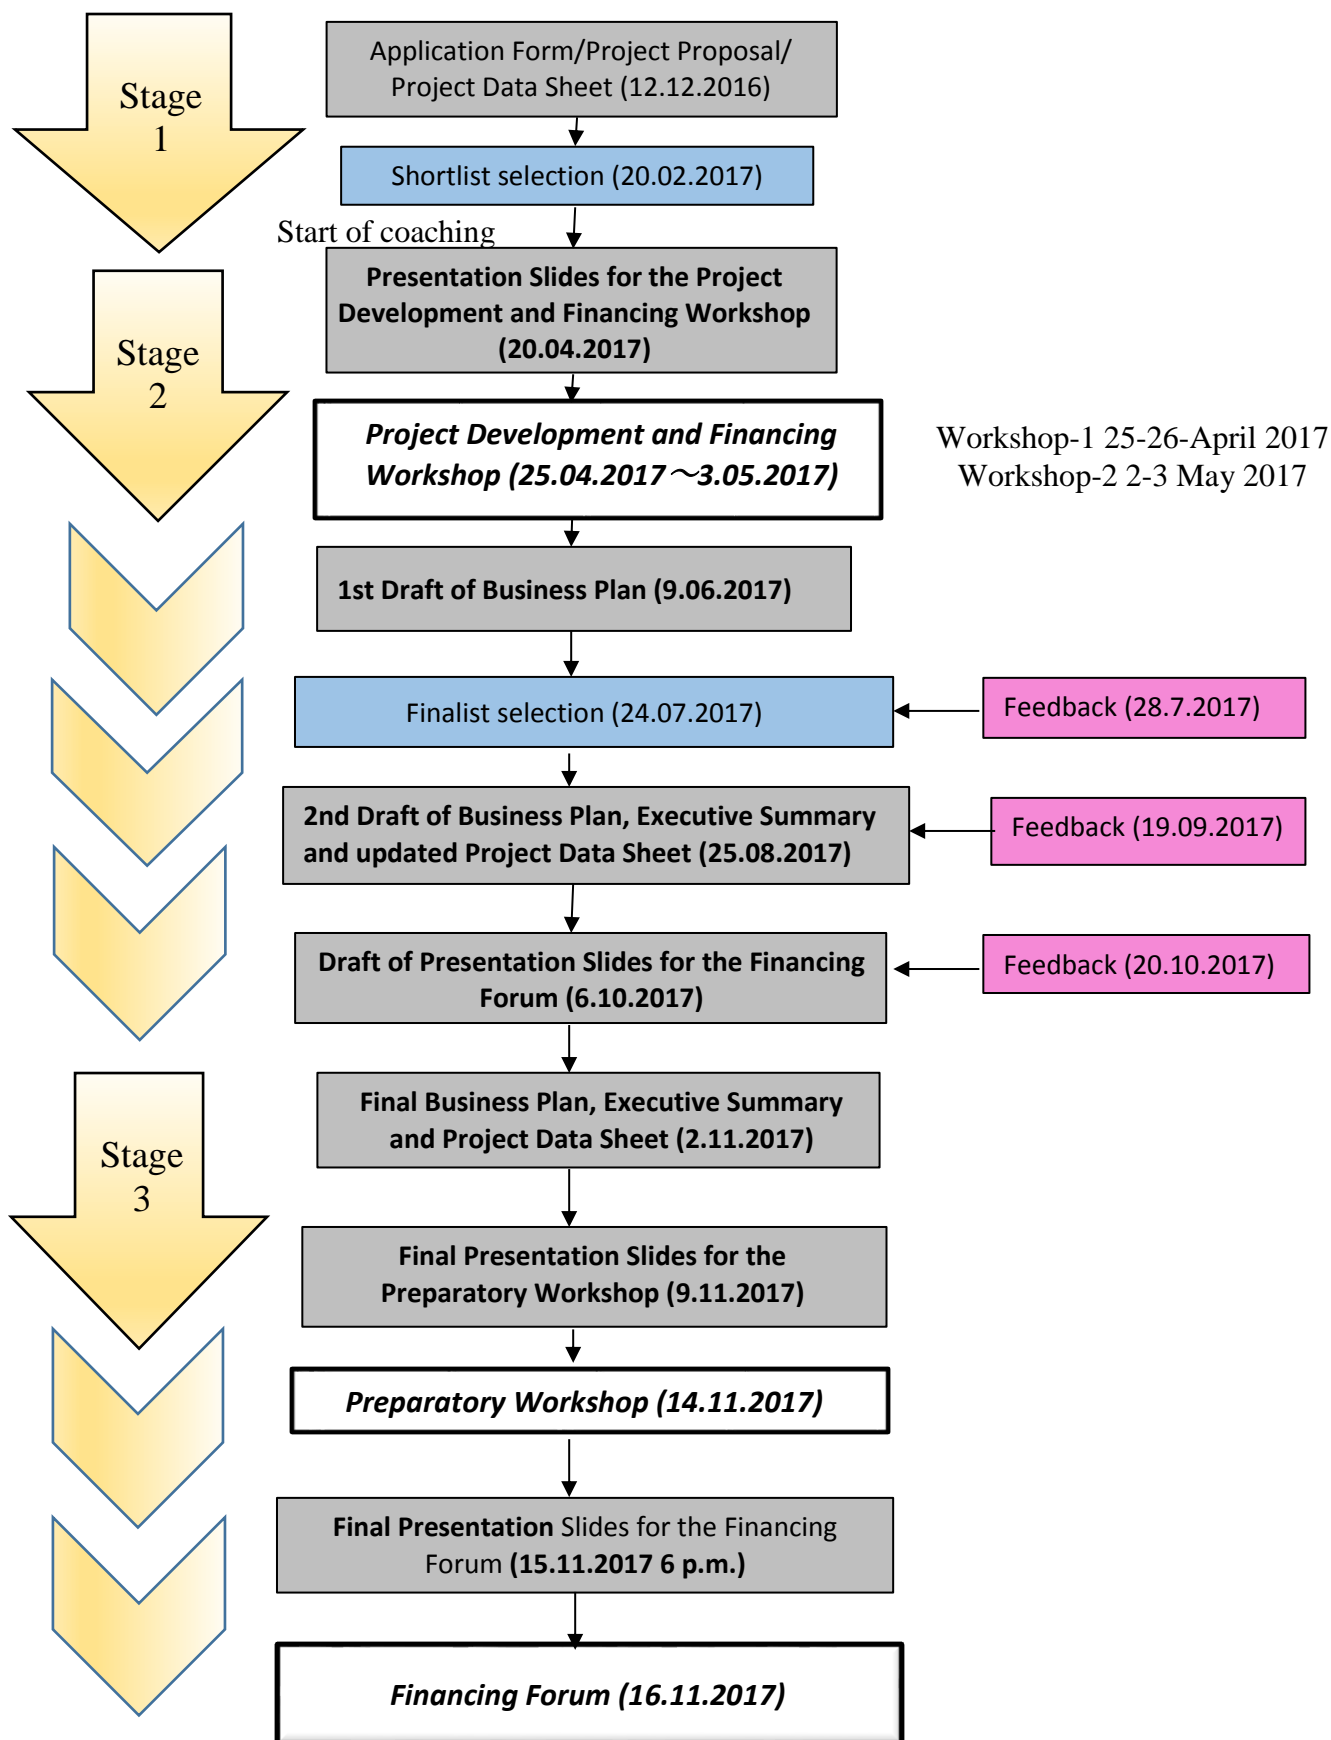 Stage
1
Application Form/Project Proposal/
Project Data Sheet (12.12.2016)
Shortlist selection (20.02.2017)
Start of coaching
Stage
2
Presentation Slides for the Project
Development and Financing Workshop
(20.04.2017)
Project Development and Financing
Workshop (25.04.2017～3.05.2017)
Workshop-1 25-26-April 2017
Workshop-2 2-3 May 2017
1st Draft of Business Plan (9.06.2017)
Finalist selection (24.07.2017)
Feedback (28.7.2017)
2nd Draft of Business Plan, Executive Summary
and updated Project Data Sheet (25.08.2017)
Feedback (19.09.2017)
Draft of Presentation Slides for the Financing
Forum (6.10.2017)
Feedback (20.10.2017)
Stage
3
Final Business Plan, Executive Summary
and Project Data Sheet (2.11.2017)
Final Presentation Slides for the
Preparatory Workshop (9.11.2017)
Preparatory Workshop (14.11.2017)
Final Presentation Slides for the Financing
Forum (15.11.2017 6 p.m.)
Financing Forum (16.11.2017)